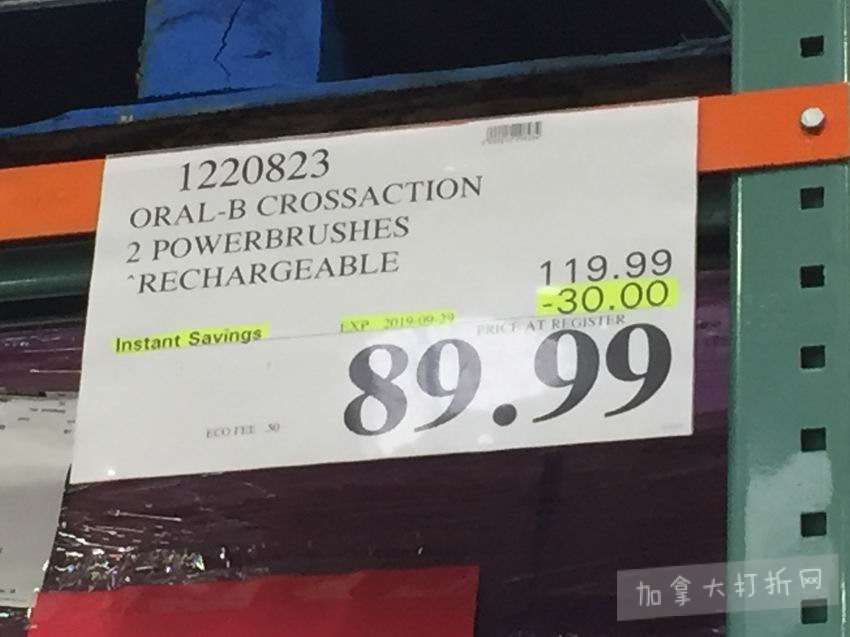 1220823
ORAL-B CROSSACTION
2 POWERBRUSHES
^RECHARGEABLE
119.99
-30.00
Instant Savings
EXP. 2019-09-29
PRICE AT REGISTER
89.99
ECO FEE .50
加拿大打折网